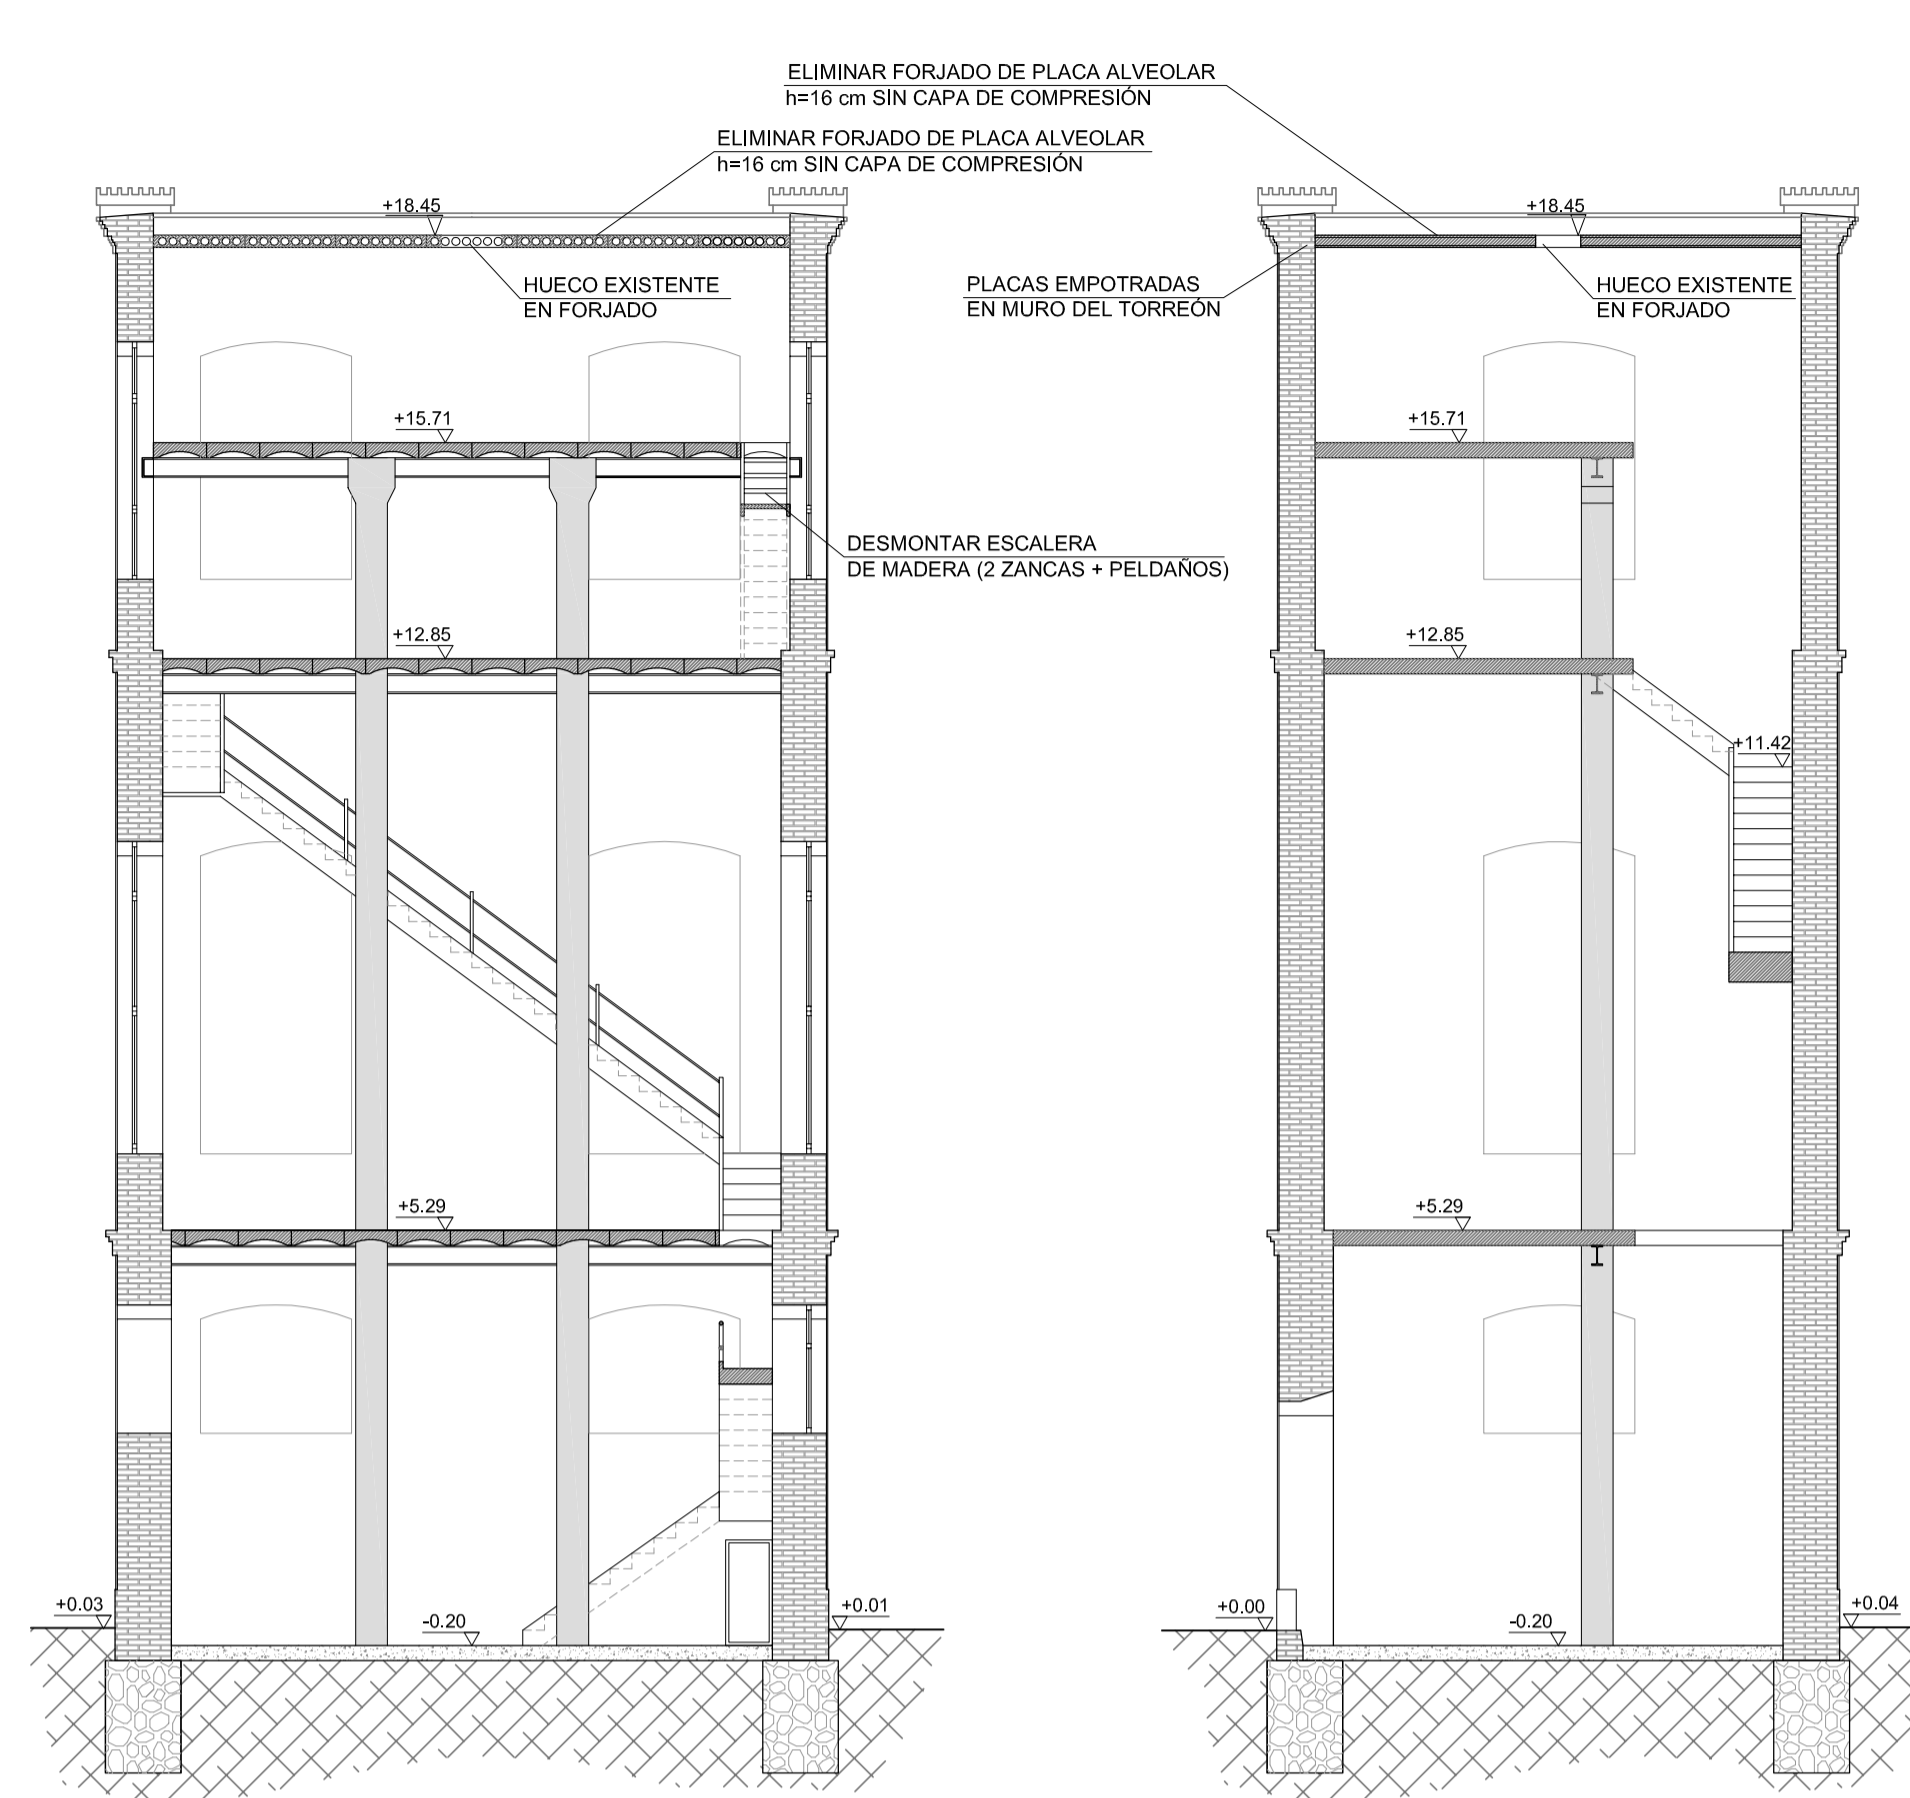 ELIMINAR FORJADO DE PLACA ALVEOLAR
h=16 cm SIN CAPA DE COMPRESIÓN
ELIMINAR FORJADO DE PLACA ALVEOLAR
h=16 cm SIN CAPA DE COMPRESIÓN
+18.45
HUECO EXISTENTE
EN FORJADO
+15.71
DESMONTAR ESCALERA
DE MADERA (2 ZANCAS + PELDAÑOS)
+12.85
+5.29
+0.03
-0.20
+0.01
+18.45
PLACAS EMPOTRADAS
EN MURO DEL TORREÓN
HUECO EXISTENTE
EN FORJADO
+15.71
+12.85
+11.42
+5.29
+0.00
-0.20
+0.04